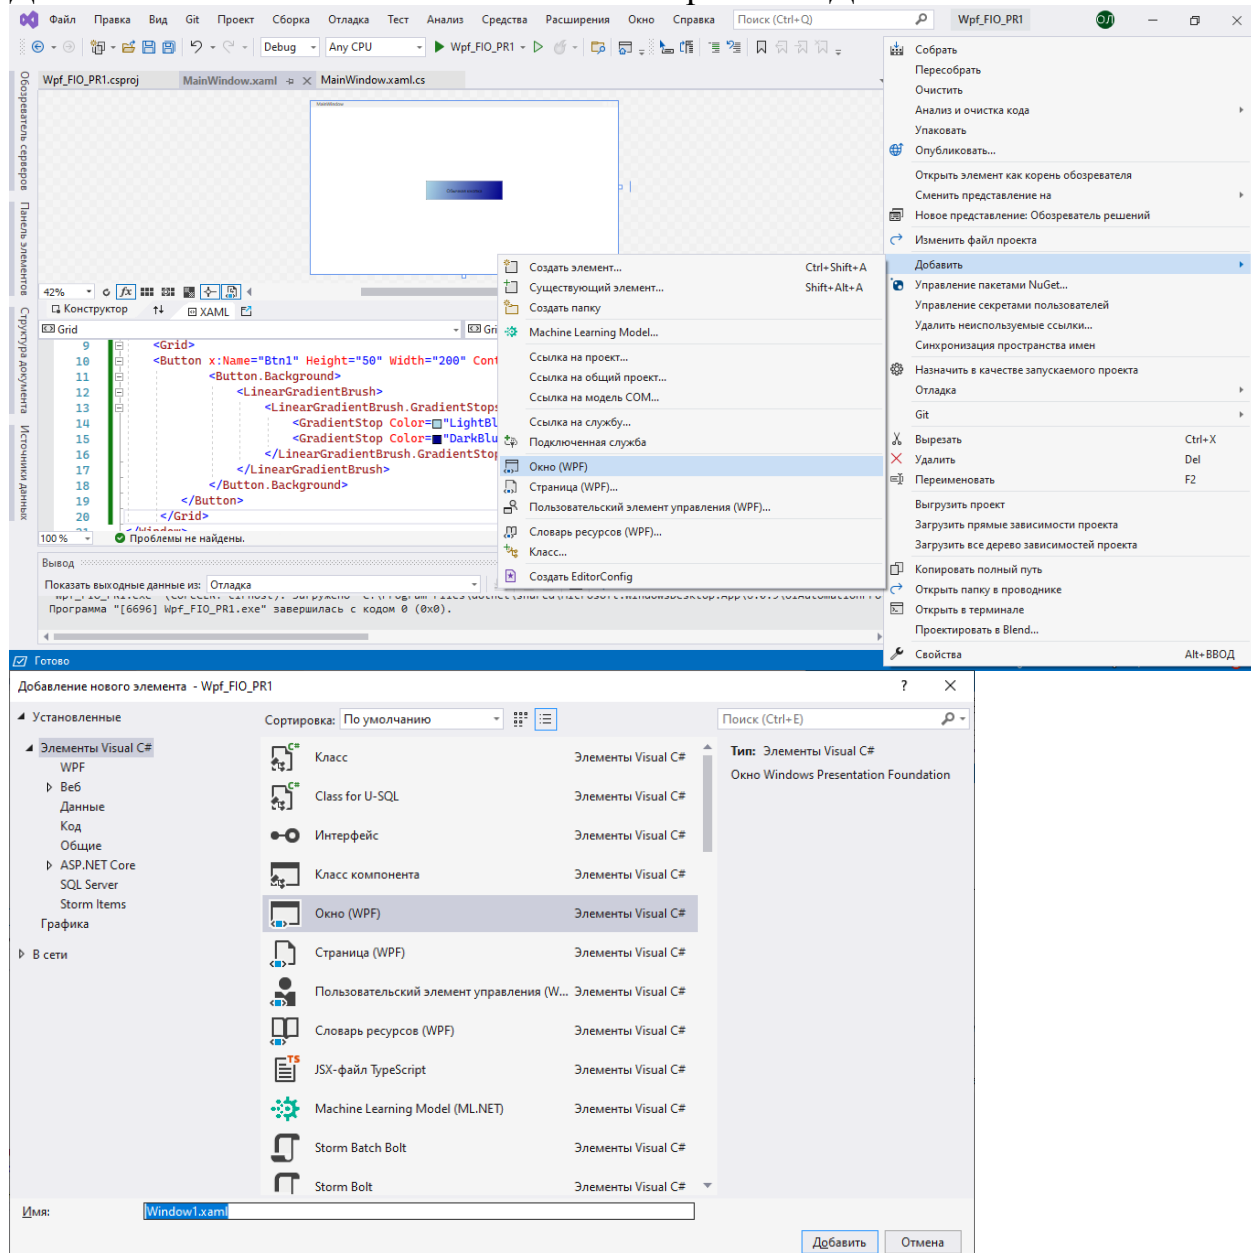 Файл Правка Вид Git Проект Сборка Отладка Тест Анализ Средства Расширения Окно Справка Поиск (Ctrl+Q) Wpf_FIO_PR1 ОЛ
Debug Any CPU Wpf_FIO_PR1
Wpf_FIO_PR1.csproj MainWindow.xaml MainWindow.xaml.cs
Обозреватель серверов
Панель элементов
Структура документа
Источники данных
MainWindow
42%
Конструктор XAML
Grid Gri
9 <Grid>
10 <Button x:Name="Btn1" Height="50" Width="200" Cont
11 <Button.Background>
12 <LinearGradientBrush>
13 <LinearGradientBrush.GradientStops
14 <GradientStop Color="LightBl
15 <GradientStop Color="DarkBlu
16 </LinearGradientBrush.GradientStop
17 </LinearGradientBrush>
18 </Button.Background>
19 </Button>
20 </Grid>
100 % Проблемы не найдены.
Вывод
Показать выходные данные из: Отладка
Программа "[6696] Wpf_FIO_PR1.exe" завершилась с кодом 0 (0x0).
Готово
Собрать
Пересобрать
Очистить
Анализ и очистка кода
Упаковать
Опубликовать...
Открыть элемент как корень обозревателя
Сменить представление на
Новое представление: Обозреватель решений
Изменить файл проекта
Добавить
Управление пакетами NuGet...
Управление секретами пользователей
Удалить неиспользуемые ссылки...
Синхронизация пространства имен
Назначить в качестве запускаемого проекта
Отладка
Git
Вырезать Ctrl+X
Удалить Del
Переименовать F2
Выгрузить проект
Загрузить прямые зависимости проекта
Загрузить все дерево зависимостей проекта
Копировать полный путь
Открыть папку в проводнике
Открыть в терминале
Проектировать в Blend...
Свойства Alt+ВВОД
Создать элемент... Ctrl+Shift+A
Существующий элемент... Shift+Alt+A
Создать папку
Machine Learning Model...
Ссылка на проект...
Ссылка на общий проект...
Ссылка на модель COM...
Ссылка на службу...
Подключенная служба
Окно (WPF)
Страница (WPF)...
Пользовательский элемент управления (WPF)...
Словарь ресурсов (WPF)...
Класс...
Создать EditorConfig
Добавление нового элемента - Wpf_FIO_PR1 ?
Установленные
Элементы Visual C#
WPF
Веб
Данные
Код
Общие
ASP.NET Core
SQL Server
Storm Items
Графика
В сети
Сортировка: По умолчанию
Поиск (Ctrl+E)
Класс Элементы Visual C#
Class for U-SQL Элементы Visual C#
Интерфейс Элементы Visual C#
Класс компонента Элементы Visual C#
Окно (WPF) Элементы Visual C#
Страница (WPF) Элементы Visual C#
Пользовательский элемент управления (W... Элементы Visual C#
Словарь ресурсов (WPF) Элементы Visual C#
JSX-файл TypeScript Элементы Visual C#
Machine Learning Model (ML.NET) Элементы Visual C#
Storm Batch Bolt Элементы Visual C#
Storm Bolt Элементы Visual C#
Тип: Элементы Visual C#
Окно Windows Presentation Foundation
Имя: Window1.xaml
Добавить Отмена